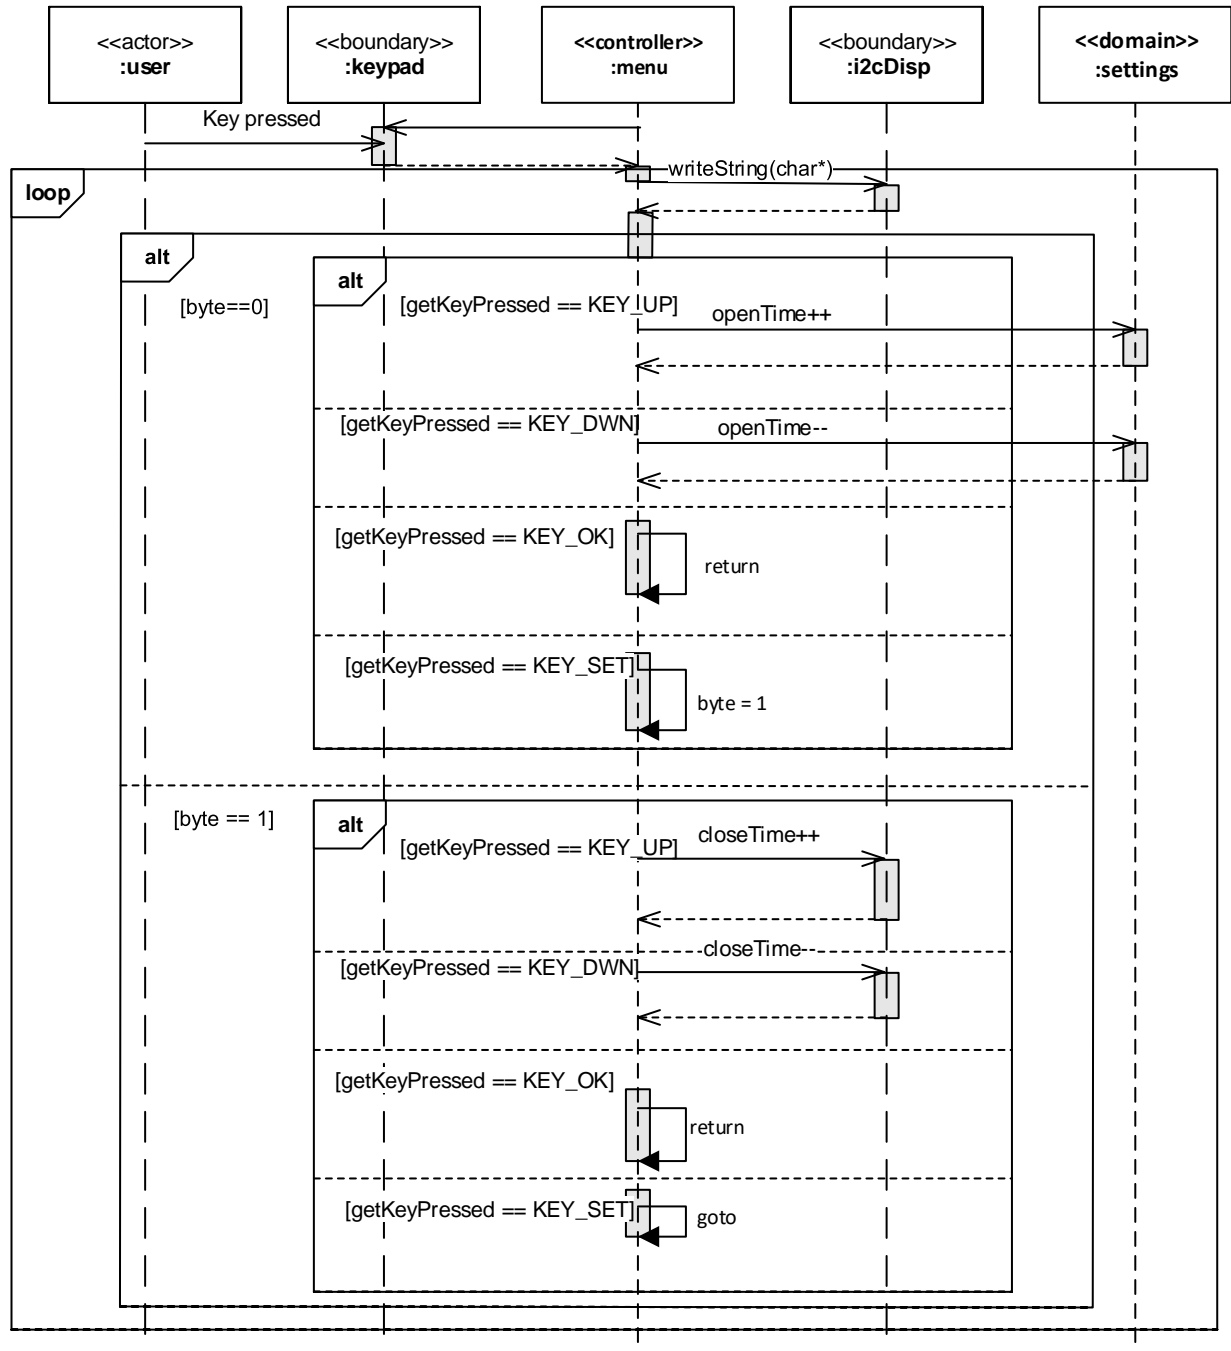 <<actor>>
:user
<<boundary>>
:keypad
<<controller>>
:menu
<<boundary>>
:i2cDisp
<<domain>>
:settings
Key pressed
writeString(char*)
loop
alt
[byte==0]
alt
[getKeyPressed == KEY_UP]
openTime++
[getKeyPressed == KEY_DWN]
openTime--
[getKeyPressed == KEY_OK]
return
[getKeyPressed == KEY_SET]
byte = 1
[byte == 1]
alt
[getKeyPressed == KEY_UP]
closeTime++
closeTime--
[getKeyPressed == KEY_DWN]
[getKeyPressed == KEY_OK]
return
[getKeyPressed == KEY_SET]
goto